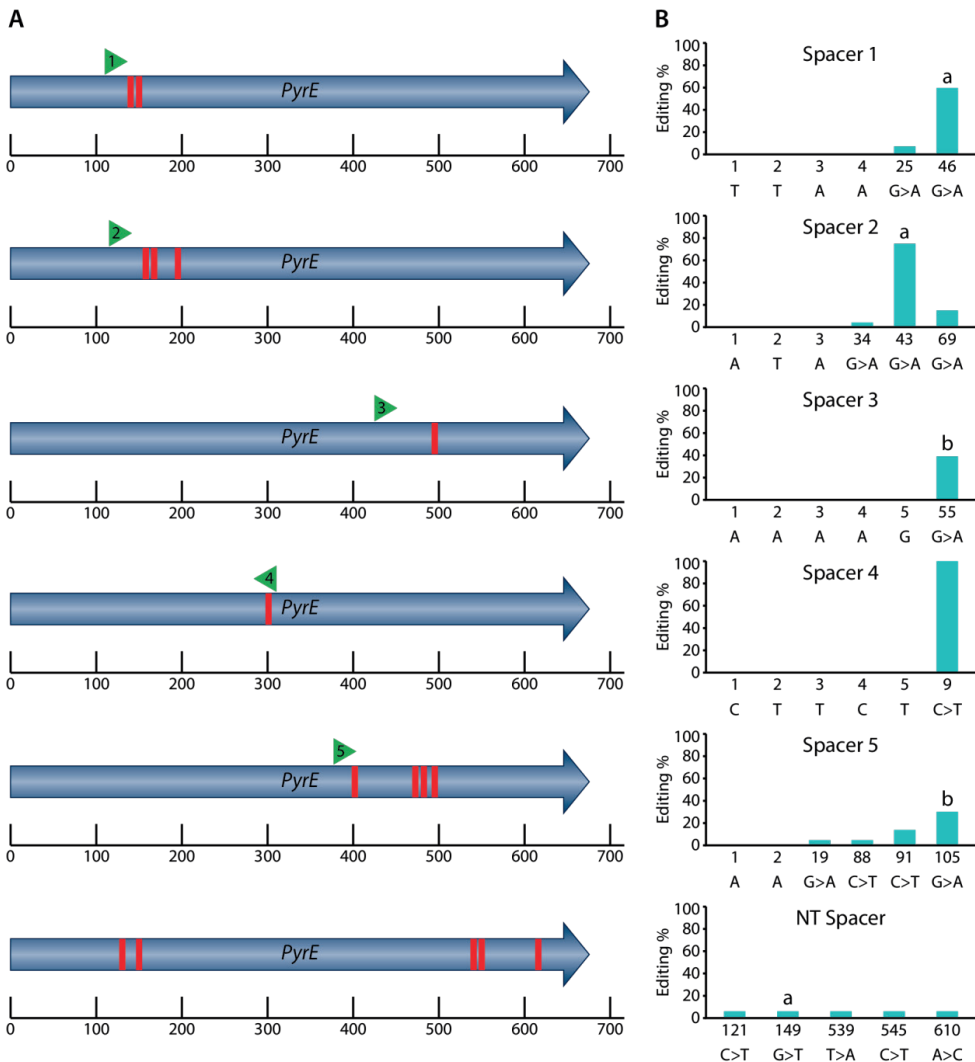 A
B
1
PyrE
0 100 200 300 400 500 600 700
Spacer 1
Editing %
100
80
60
40
20
0
a
1 2 3 4 25 46
T T A A G>A G>A
2
PyrE
0 100 200 300 400 500 600 700
Spacer 2
Editing %
100
80
60
40
20
0
a
1 2 3 34 43 69
A T A G>A G>A G>A
3
PyrE
0 100 200 300 400 500 600 700
Spacer 3
Editing %
100
80
60
40
20
0
b
1 2 3 4 5 55
A A A A G G>A
4
PyrE
0 100 200 300 400 500 600 700
Spacer 4
Editing %
100
80
60
40
20
0
1 2 3 4 5 9
C T T C T C>T
5
PyrE
0 100 200 300 400 500 600 700
Spacer 5
Editing %
100
80
60
40
20
0
b
1 2 19 88 91 105
A A G>A C>T C>T G>A
PyrE
0 100 200 300 400 500 600 700
NT Spacer
Editing %
100
80
60
40
20
0
a
121 149 539 545 610
C>T G>T T>A C>T A>C